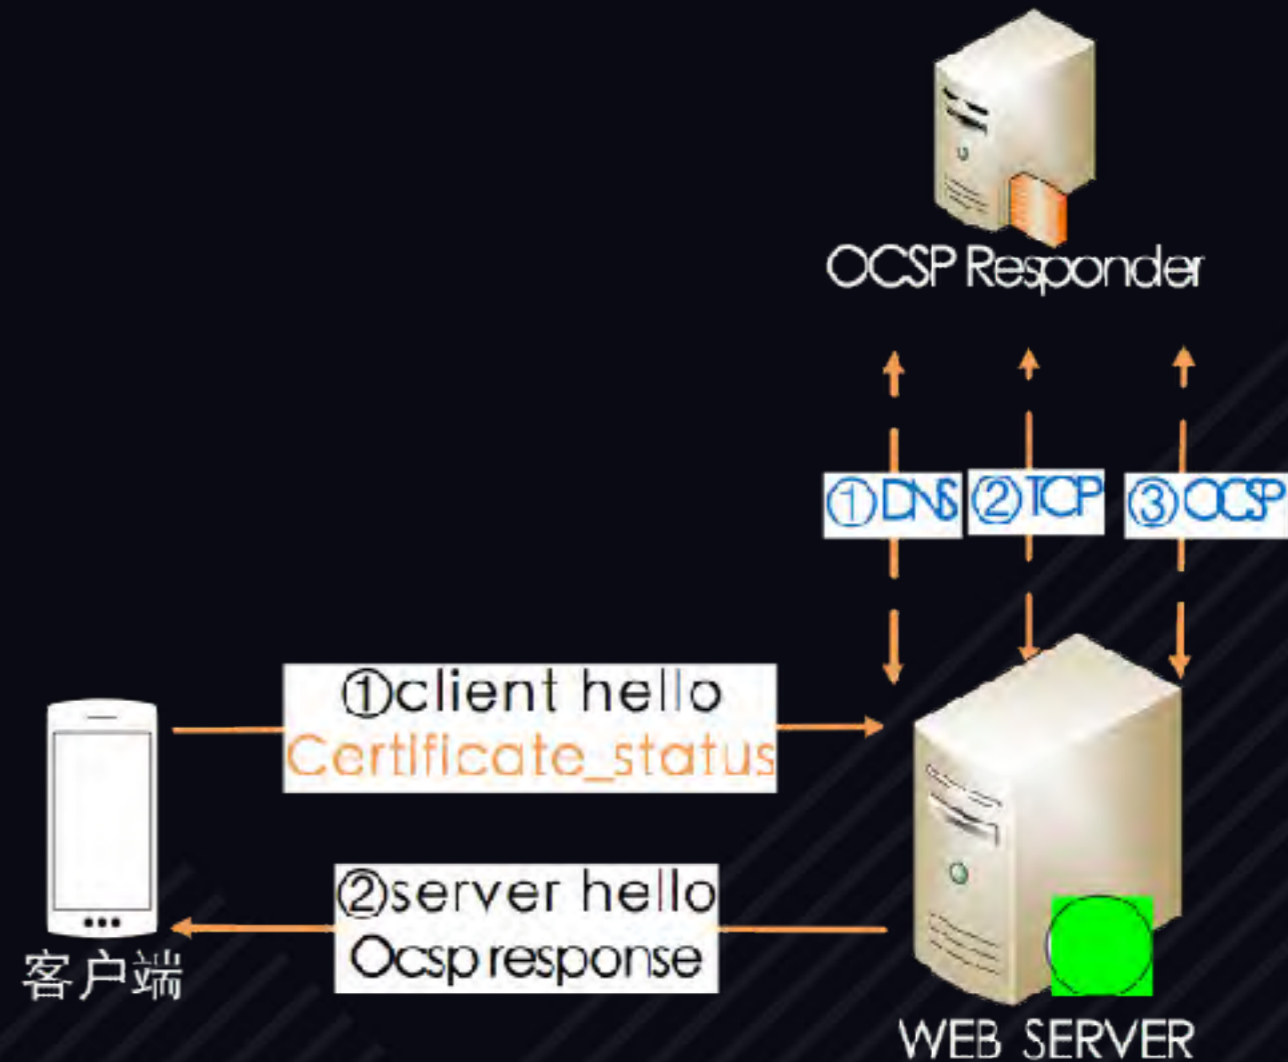 OCSP Responder
①DNS ②TCP ③OCSP
①client hello
Certificate_status
②server hello
Ocsp response
客户端
WEB SERVER